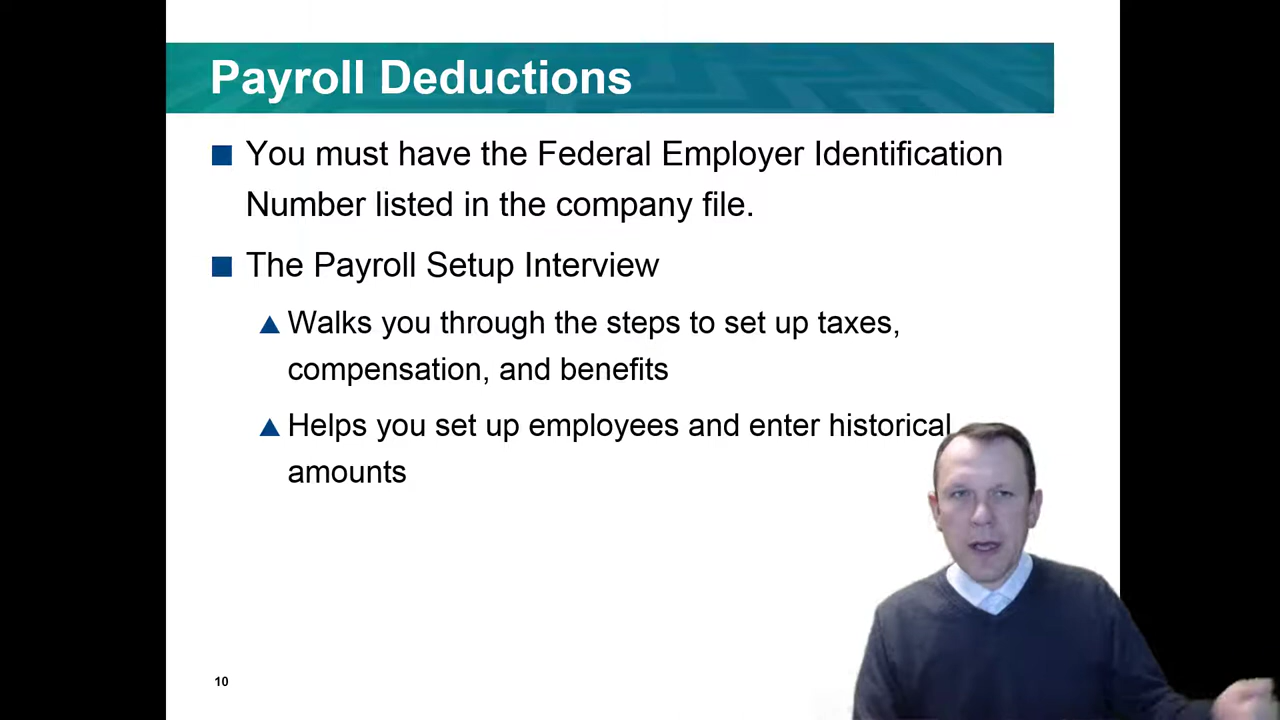 Payroll Deductions
You must have the Federal Employer Identification
Number listed in the company file.
The Payroll Setup Interview
Walks you through the steps to set up taxes,
compensation, and benefits
Helps you set up employees and enter historical
amounts
10